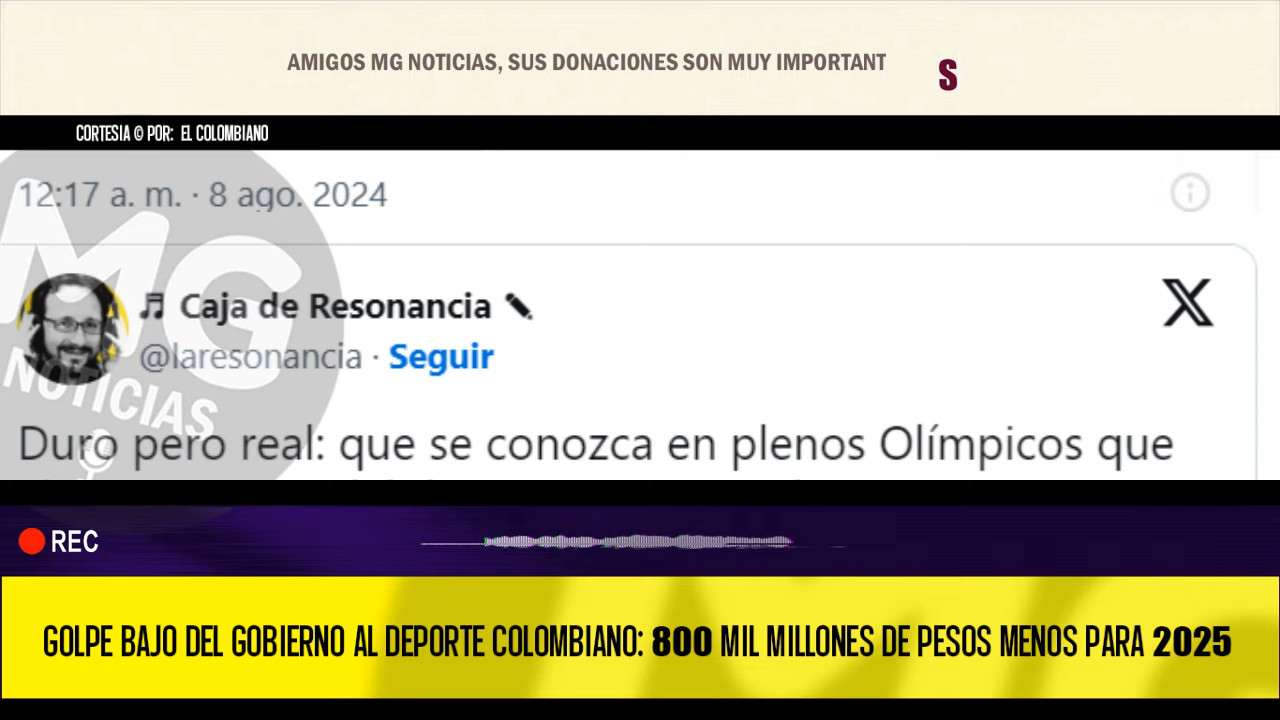 AMIGOS MG NOTICIAS, SUS DONACIONES SON MUY IMPORTANT S
CORTESIA © POR: EL COLOMBIANO
12:17 a. m. · 8 ago. 2024
Caja de Resonancia
@laresonancia · Seguir
MG
NOTICIAS
Duro pero real: que se conozca en plenos Olímpicos que
REC
GOLPE BAJO DEL GOBIERNO AL DEPORTE COLOMBIANO: 800 MIL MILLONES DE PESOS MENOS PARA 2025